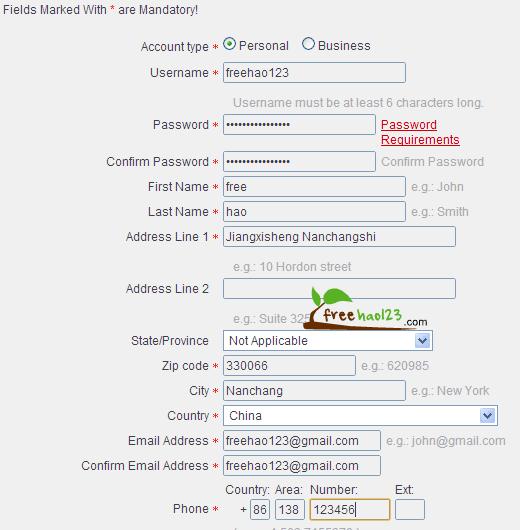 Fields Marked With * are Mandatory!
Account type * Personal Business
Username * freehao123
Username must be at least 6 characters long.
Password * •••••••••••••••• Password
Requirements
Confirm Password * •••••••••••••••• Confirm Password
First Name * free e.g.: John
Last Name * hao e.g.: Smith
Address Line 1 * Jiangxisheng Nanchangshi
e.g.: 10 Hordon street
Address Line 2
e.g.: Suite 325
freehao123.com
State/Province Not Applicable
Zip code * 330066 e.g.: 620985
City * Nanchang e.g.: New York
Country * China
Email Address * freehao123@gmail.com e.g.: john@gmail.com
Confirm Email Address * freehao123@gmail.com
Country: Area: Number: Ext:
Phone * + 86 138 123456